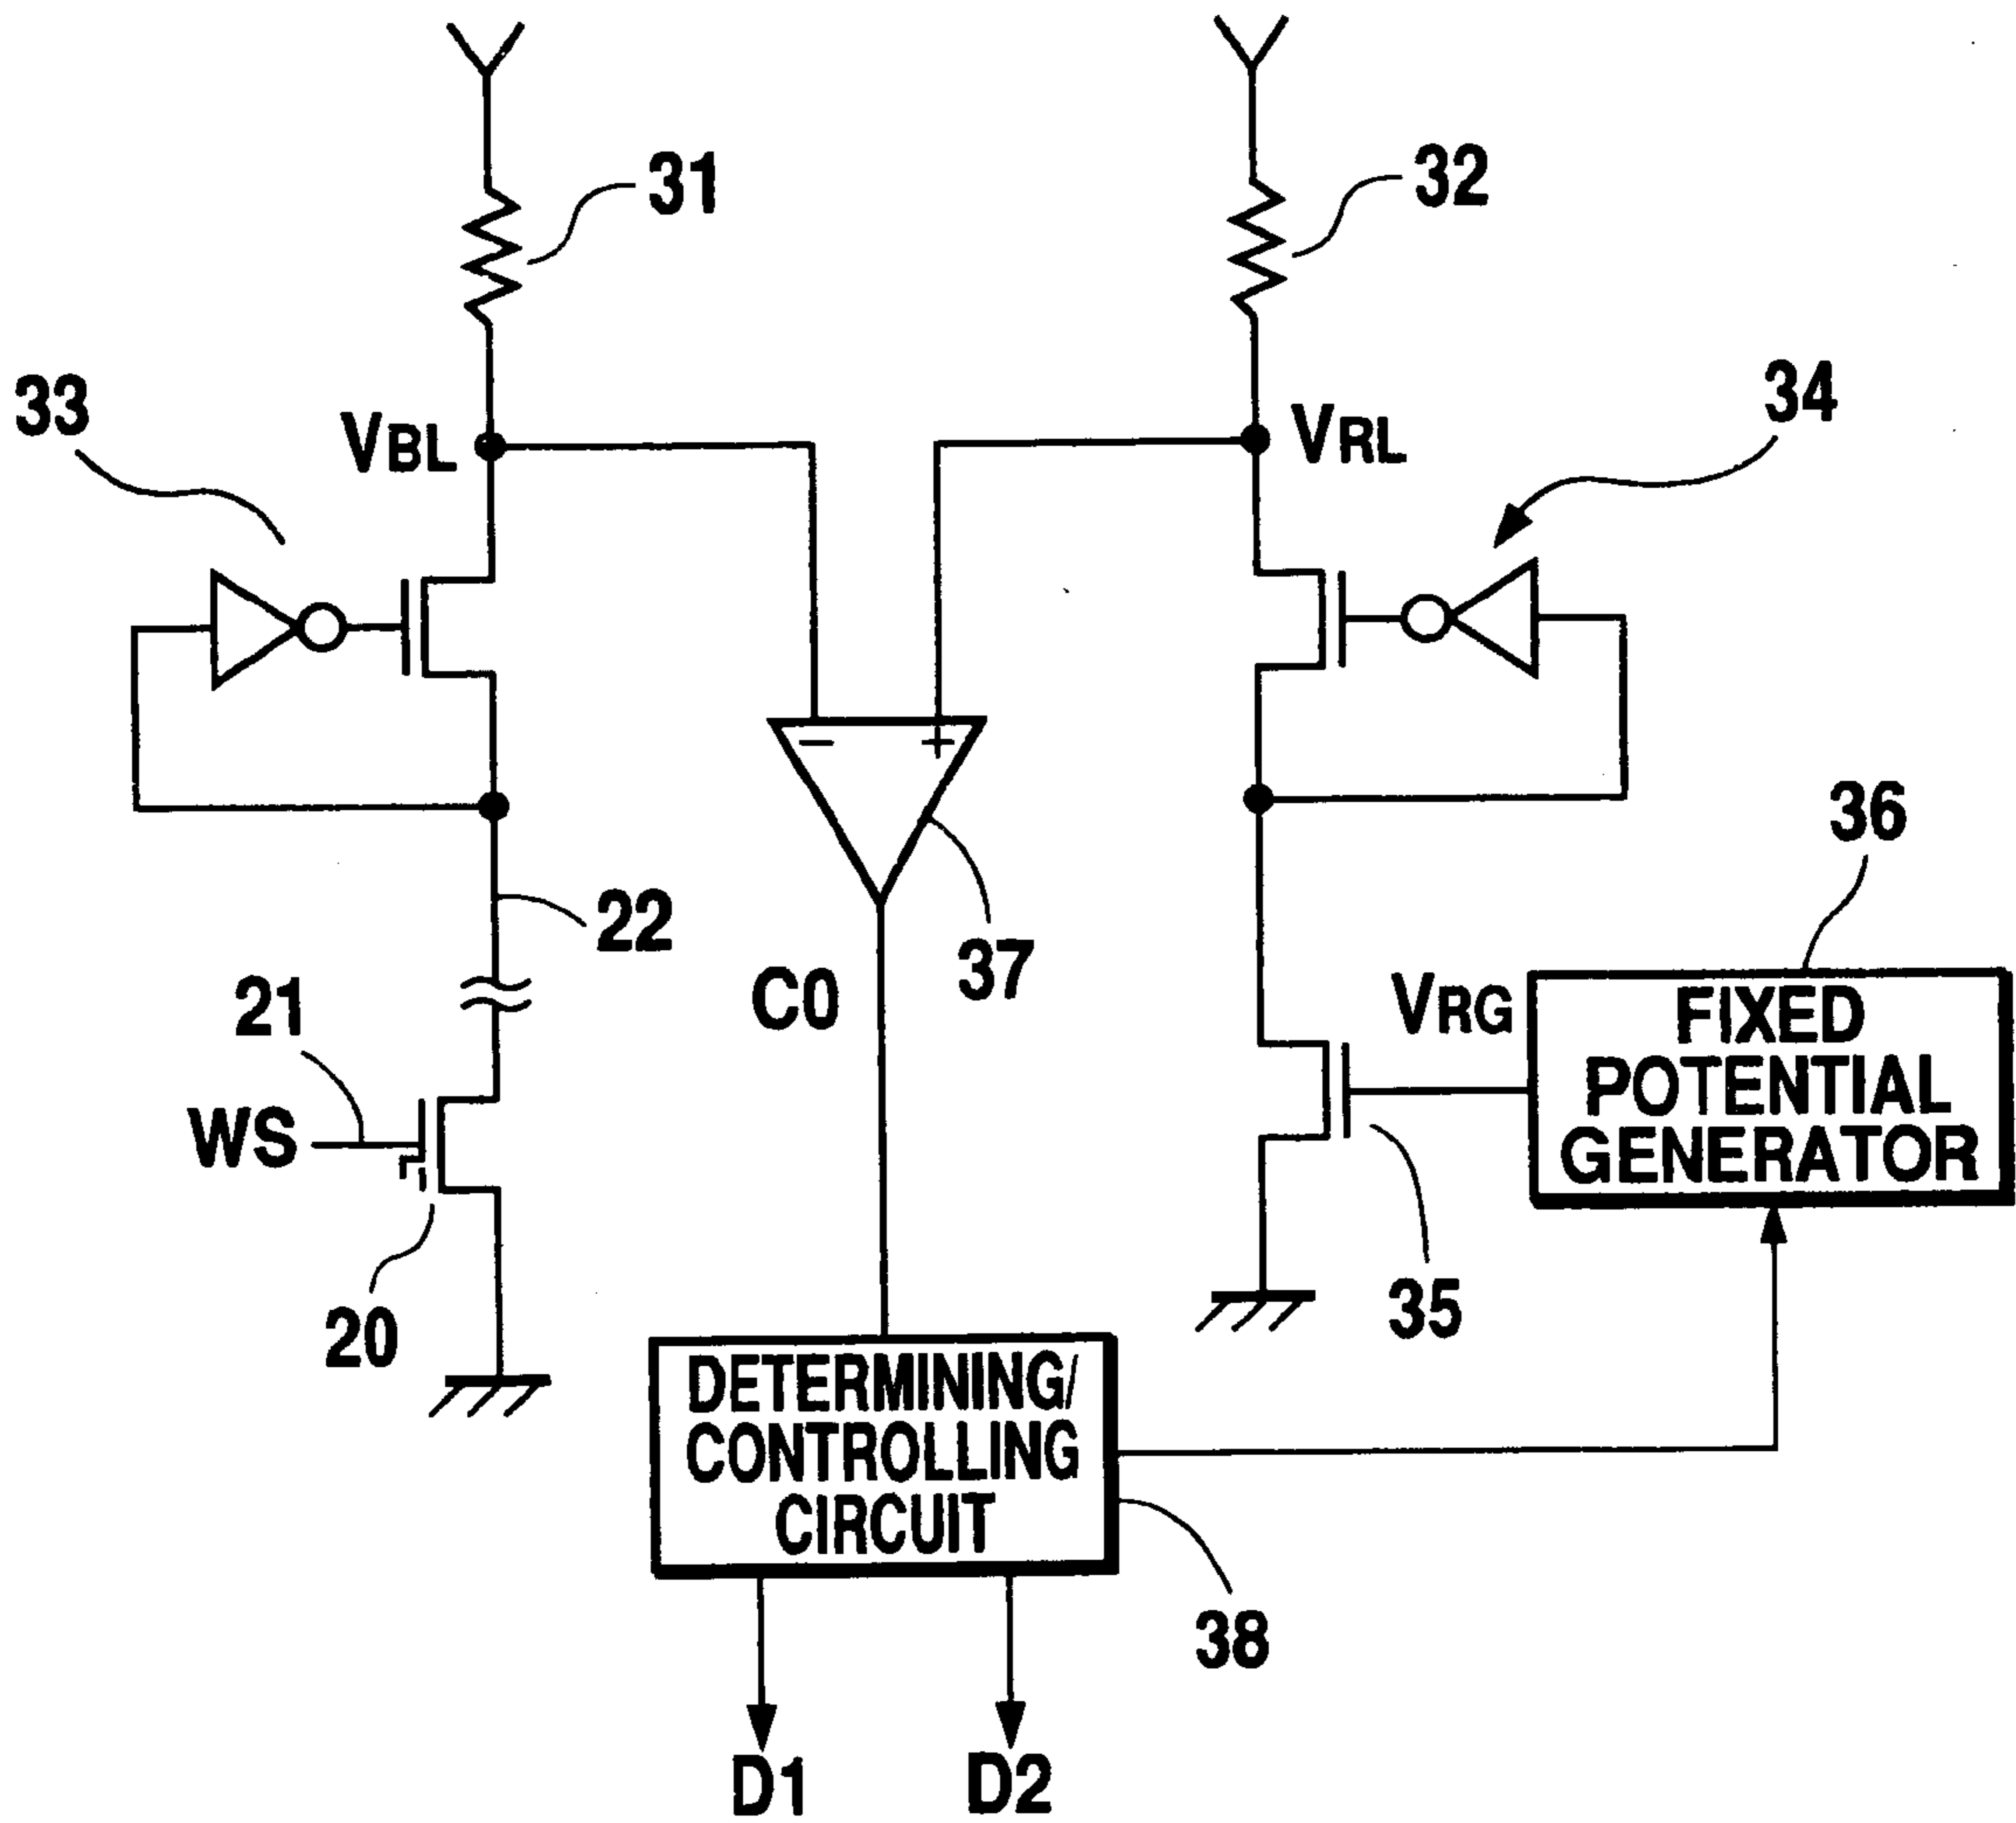 31
32
33
34
VBL
VRL
− +
36
22
37
21
C0
VRG
FIXED
POTENTIAL
GENERATOR
WS
20
35
DETERMINING/
CONTROLLING
CIRCUIT
38
D1
D2